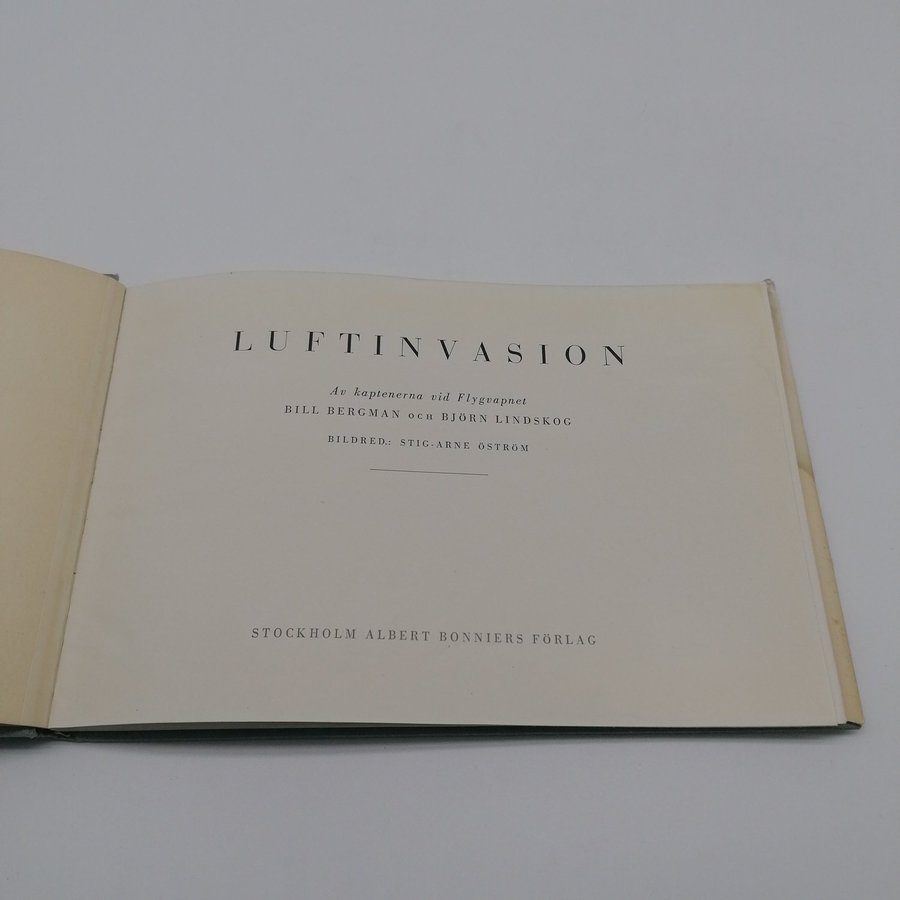 LUFTINVASION
Av kaptenerna vid Flygvapnet
BILL BERGMAN OCH BJÖRN LINDSKOG
BILDRED.: STIG-ARNE ÖSTRÖM
STOCKHOLM ALBERT BONNIERS FÖRLAG